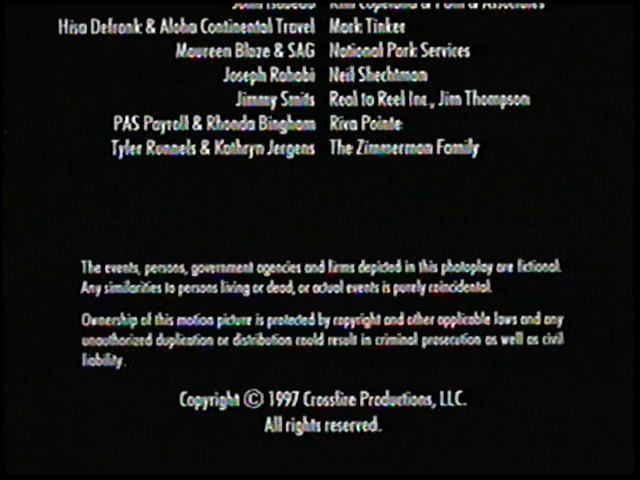 Hisa Defronk & Aloha Continental Travel Mark Tinker
Maureen Blaze & SAG National Park Services
Joseph Rahabi Neil Shechtman
Jimmy Smits Real to Reel Inc., Jim Thompson
PAS Payroll & Rhonda Bingham Riva Pointe
Tyler Runnels & Kathryn Jergens The Zimmerman Family
The events, persons, government agencies and firms depicted in this photoplay are fictional.
Any similarities to persons living or dead, or actual events is purely coincidental.
Ownership of this motion picture is protected by copyright and other applicable laws and any
unauthorized duplication or distribution could result in criminal prosecution as well as civil
liability.
Copyright © 1997 Crossfire Productions, LLC.
All rights reserved.